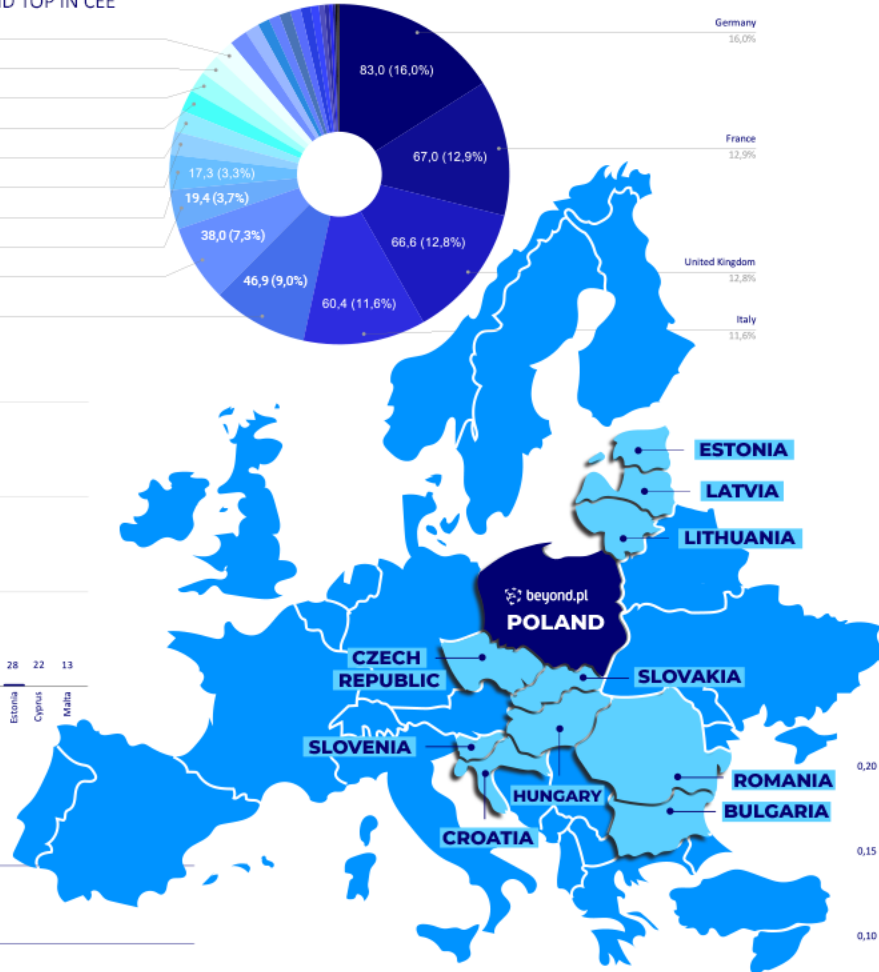 D TOP IN CEE
Germany
16,0%
83,0 (16,0%)
France
12,9%
67,0 (12,9%)
17,3 (3,3%)
19,4 (3,7%)
38,0 (7,3%)
66,6 (12,8%)
United Kingdom
12,8%
46,9 (9,0%)
60,4 (11,6%)
Italy
11,6%
ESTONIA
LATVIA
LITHUANIA
beyond.pl
POLAND
CZECH
REPUBLIC
SLOVAKIA
28
22
13
Estonia
Cyprus
Malta
SLOVENIA
0,20
ROMANIA
HUNGARY
BULGARIA
CROATIA
0,15
0,10